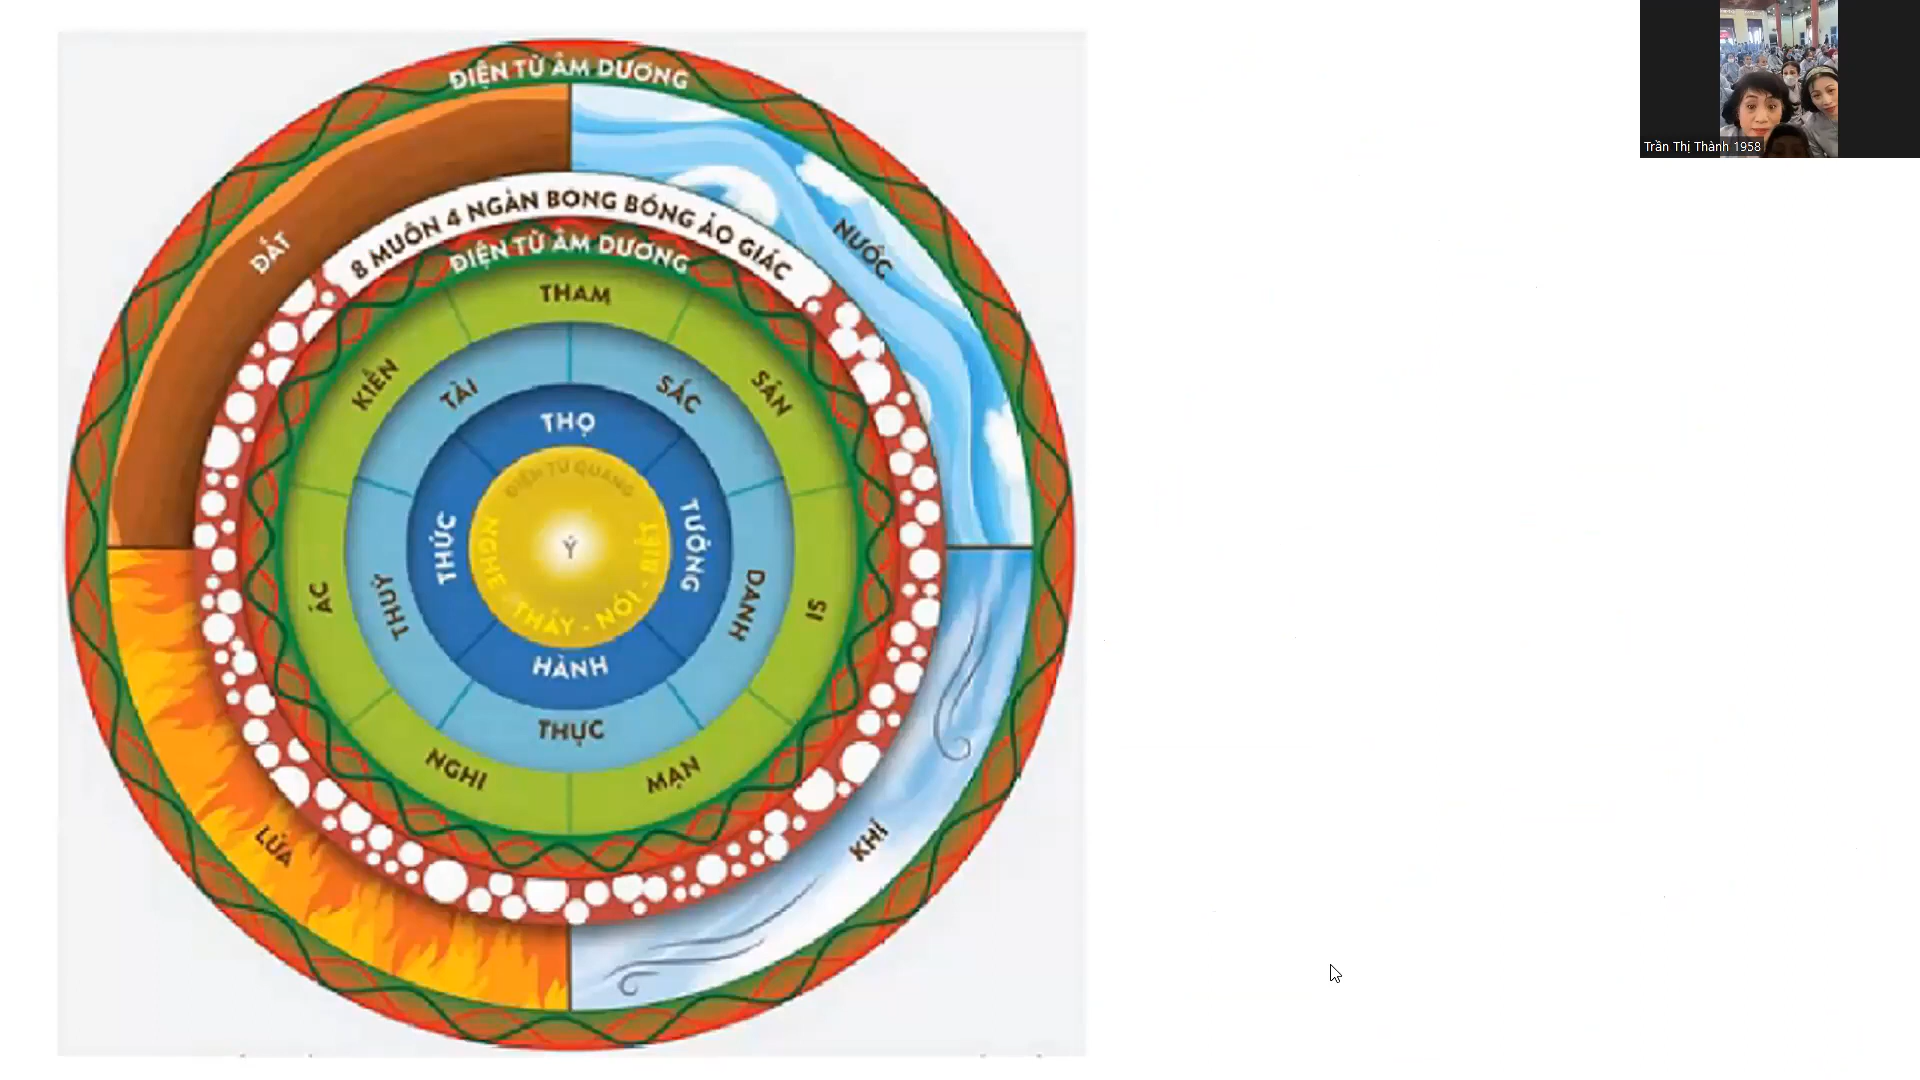 ĐIỆN TỪ ÂM DƯƠNG
ĐẤT
NƯỚC
8 MUÔN 4 NGÀN BONG BÓNG ẢO GIÁC
ĐIỆN TỪ ÂM DƯƠNG
THAM
KIẾN
SÂN
TÀI
SẮC
THỌ
ĐIỆN TỪ QUANG
THỨC
TƯỞNG
Ý
NGHE - THẤY - NÓI - BIẾT
ÁC
THUỲ
DANH
SI
HÀNH
THỰC
NGHI
MẠN
LỬA
KHÍ
Trần Thị Thành 1958